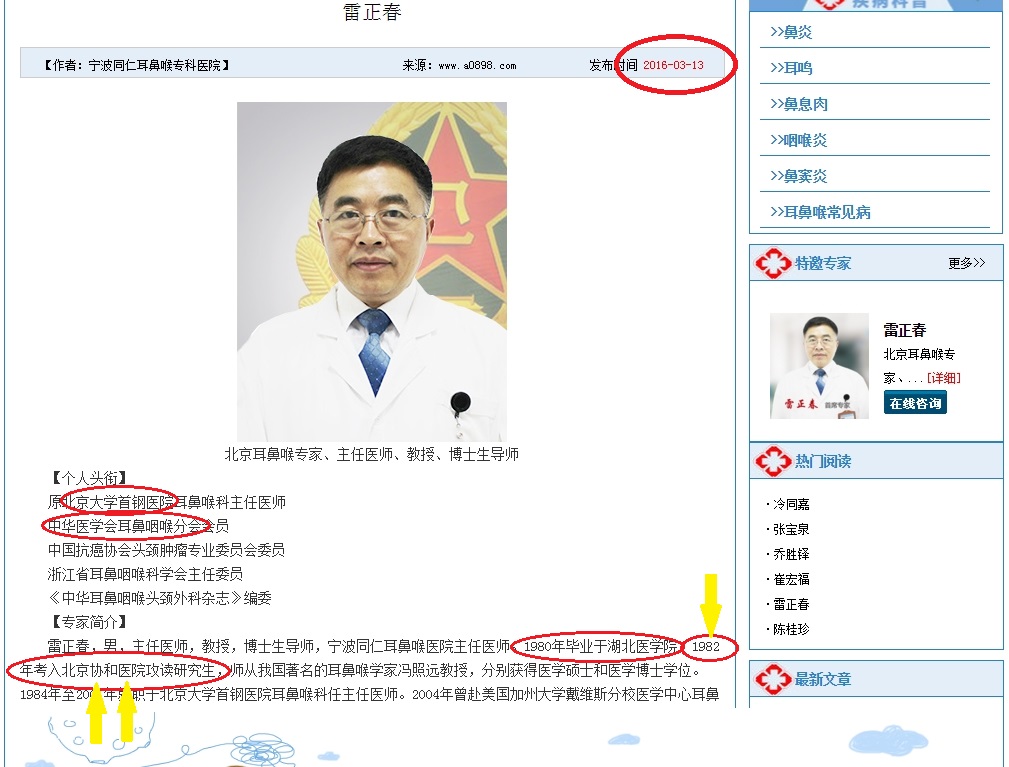 雷正春
【作者：宁波同仁耳鼻喉专科医院】 来源：www.a0898.com 发布时间 2016-03-13
北京耳鼻喉专家、主任医师、教授、博士生导师
【个人头衔】
原北京大学首钢医院耳鼻喉科主任医师
中华医学会耳鼻咽喉分会会员
中国抗癌协会头颈肿瘤专业委员会委员
浙江省耳鼻咽喉科学会主任委员
《中华耳鼻咽喉头颈外科杂志》编委
【专家简介】
雷正春，男，主任医师，教授，博士生导师，宁波同仁耳鼻喉医院主任医师。1980年毕业于湖北医学院，1982
年考入北京协和医院攻读研究生，师从我国著名的耳鼻喉学家冯照远教授，分别获得医学硕士和医学博士学位。
1984年至20 年就职于北京大学首钢医院耳鼻喉科任主任医师。2004年曾赴美国加州大学戴维斯分校医学中心耳鼻
疾病科普
>>鼻炎
>>耳鸣
>>鼻息肉
>>咽喉炎
>>鼻窦炎
>>耳鼻喉常见病
特邀专家 更多>>
雷正春
北京耳鼻喉专
家、...[详细]
在线咨询
雷正春 首席专家
热门阅读
·冷同嘉
·张宝泉
·乔胜铎
·崔宏福
·雷正春
·陈桂珍
最新文章